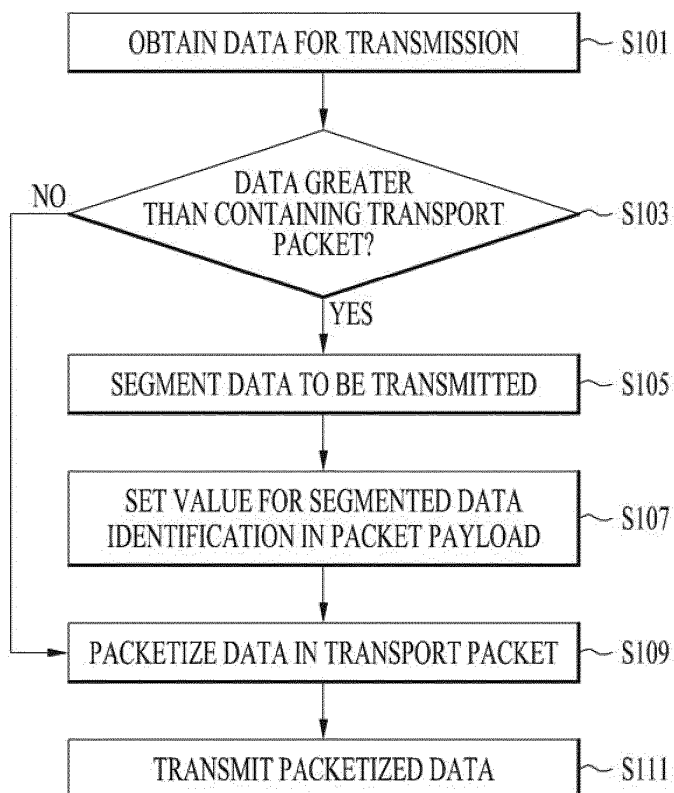 OBTAIN DATA FOR TRANSMISSION
S101
DATA GREATER
THAN CONTAINING TRANSPORT
PACKET?
S103
NO
YES
SEGMENT DATA TO BE TRANSMITTED
S105
SET VALUE FOR SEGMENTED DATA
IDENTIFICATION IN PACKET PAYLOAD
S107
PACKETIZE DATA IN TRANSPORT PACKET
S109
TRANSMIT PACKETIZED DATA
S111